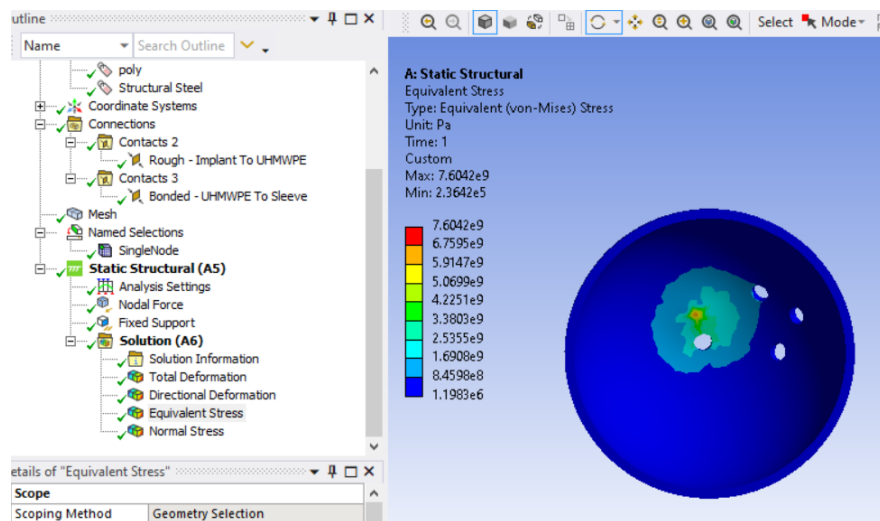 utline
Name
Search Outline
poly
Structural Steel
Coordinate Systems
Connections
Contacts 2
Rough - Implant To UHMWPE
Contacts 3
Bonded - UHMWPE To Sleeve
Mesh
Named Selections
SingleNode
Static Structural (A5)
Analysis Settings
Nodal Force
Fixed Support
Solution (A6)
Solution Information
Total Deformation
Directional Deformation
Equivalent Stress
Normal Stress
etails of "Equivalent Stress"
Scope
Scoping Method Geometry Selection
Select Mode
A: Static Structural
Equivalent Stress
Type: Equivalent (von-Mises) Stress
Unit: Pa
Time: 1
Custom
Max: 7.6042e9
Min: 2.3642e5
7.6042e9
6.7595e9
5.9147e9
5.0699e9
4.2251e9
3.3803e9
2.5355e9
1.6908e9
8.4598e8
1.1983e6